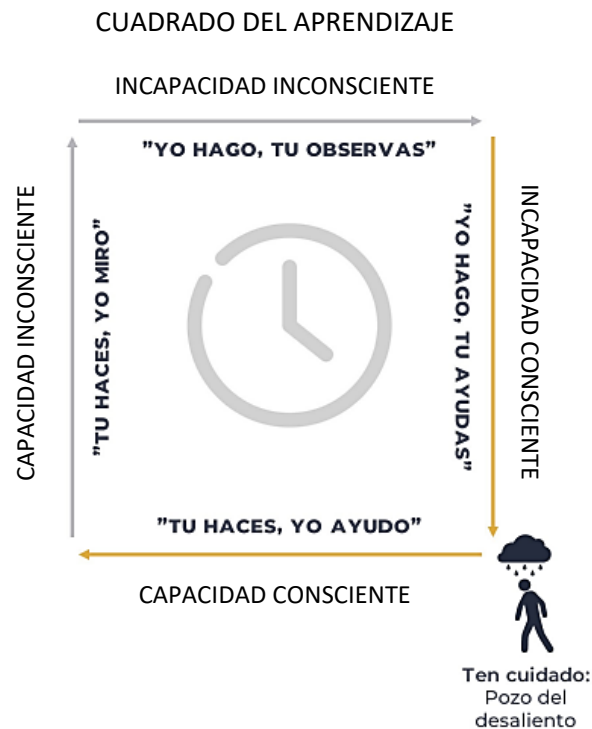 CUADRADO DEL APRENDIZAJE
INCAPACIDAD INCONSCIENTE
"YO HAGO, TU OBSERVAS"
CAPACIDAD INCONSCIENTE
"TU HACES, YO MIRO"
"YO HAGO, TU AYUDAS"
INCAPACIDAD CONSCIENTE
"TU HACES, YO AYUDO"
CAPACIDAD CONSCIENTE
Ten cuidado:
Pozo del
desaliento